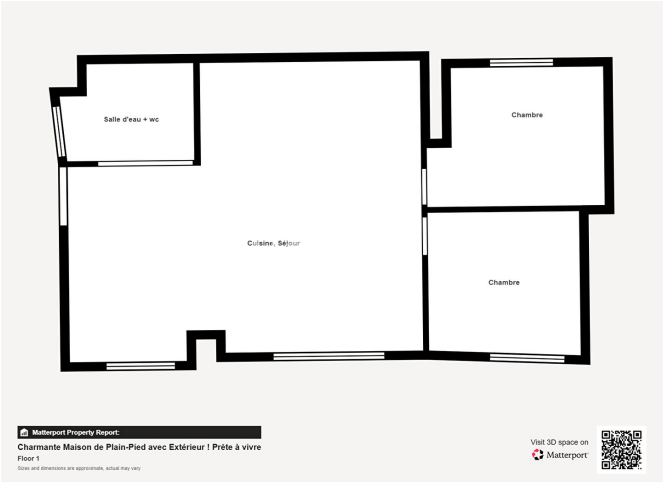 Salle d'eau + wc
Chambre
Cuisine, Séjour
Chambre
Matterport Property Report:
Charmante Maison de Plain-Pied avec Extérieur ! Prête à vivre
Floor 1
Sizes and dimensions are approximate, actual may vary.
Visit 3D space on
Matterport